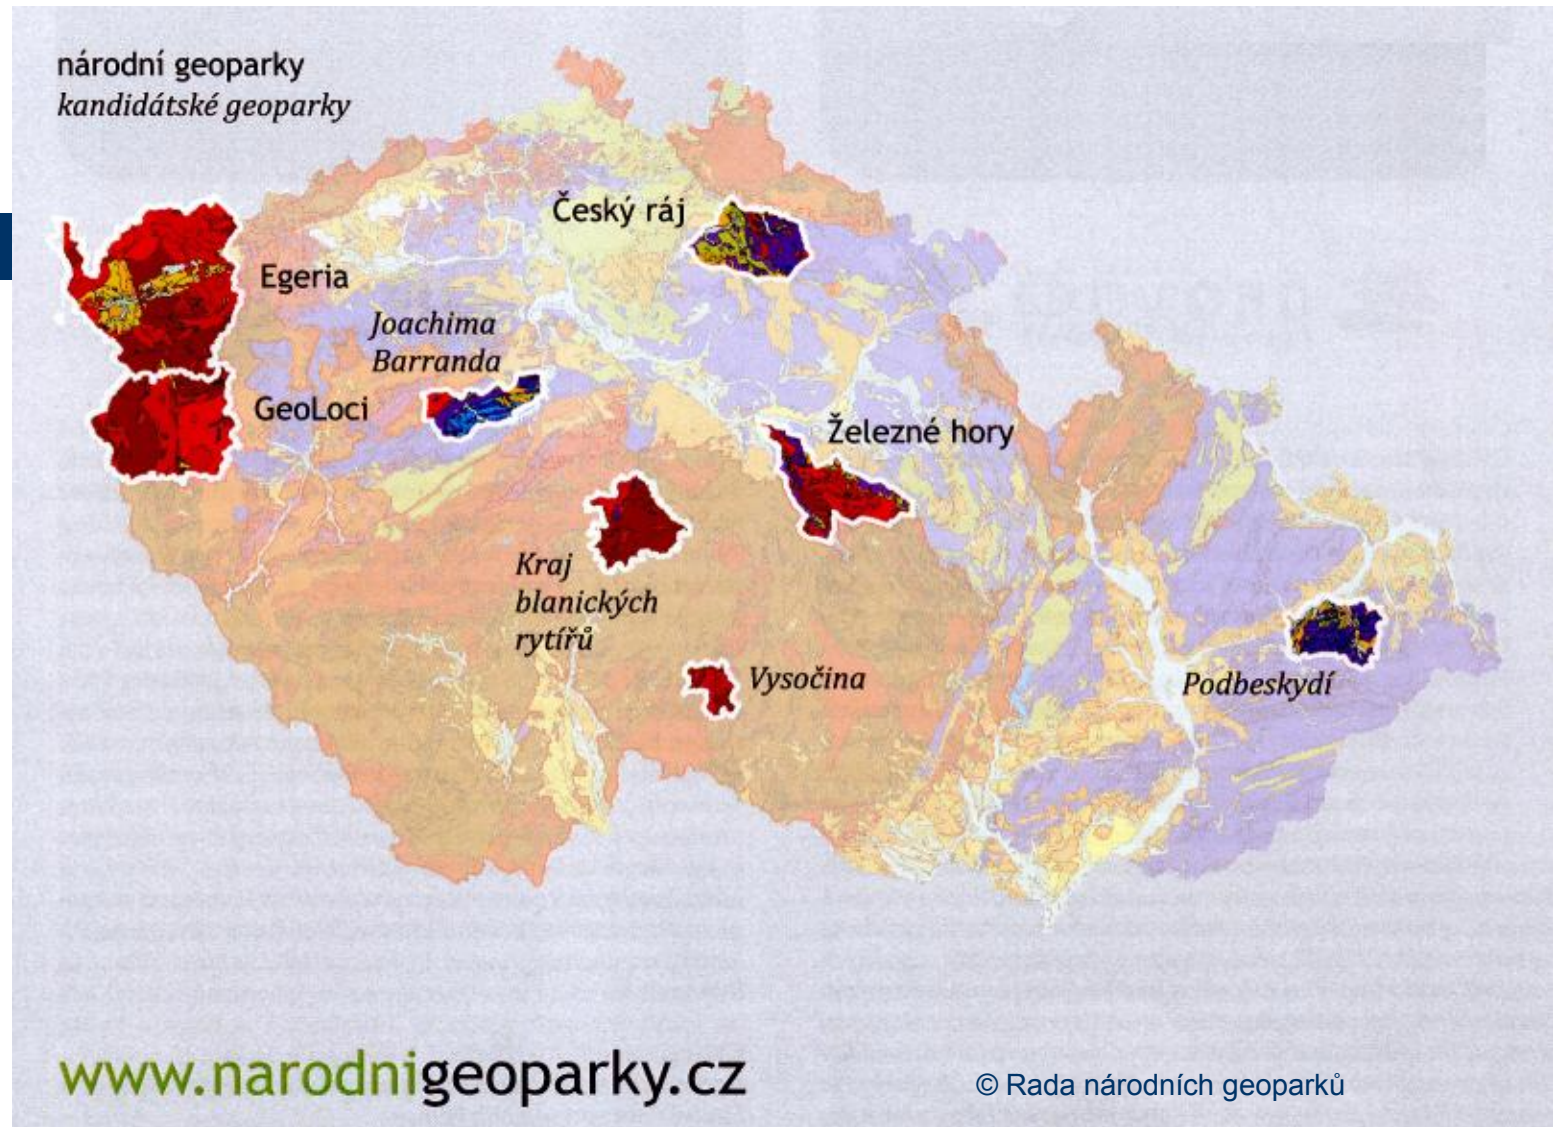 národní geoparky
kandidátské geoparky
Český ráj
Egeria
Joachima
Barranda
GeoLoci
Železné hory
Kraj
blanických
rytířů
Vysočina
Podbeskydí
www.narodnigeoparky.cz
© Rada národních geoparků